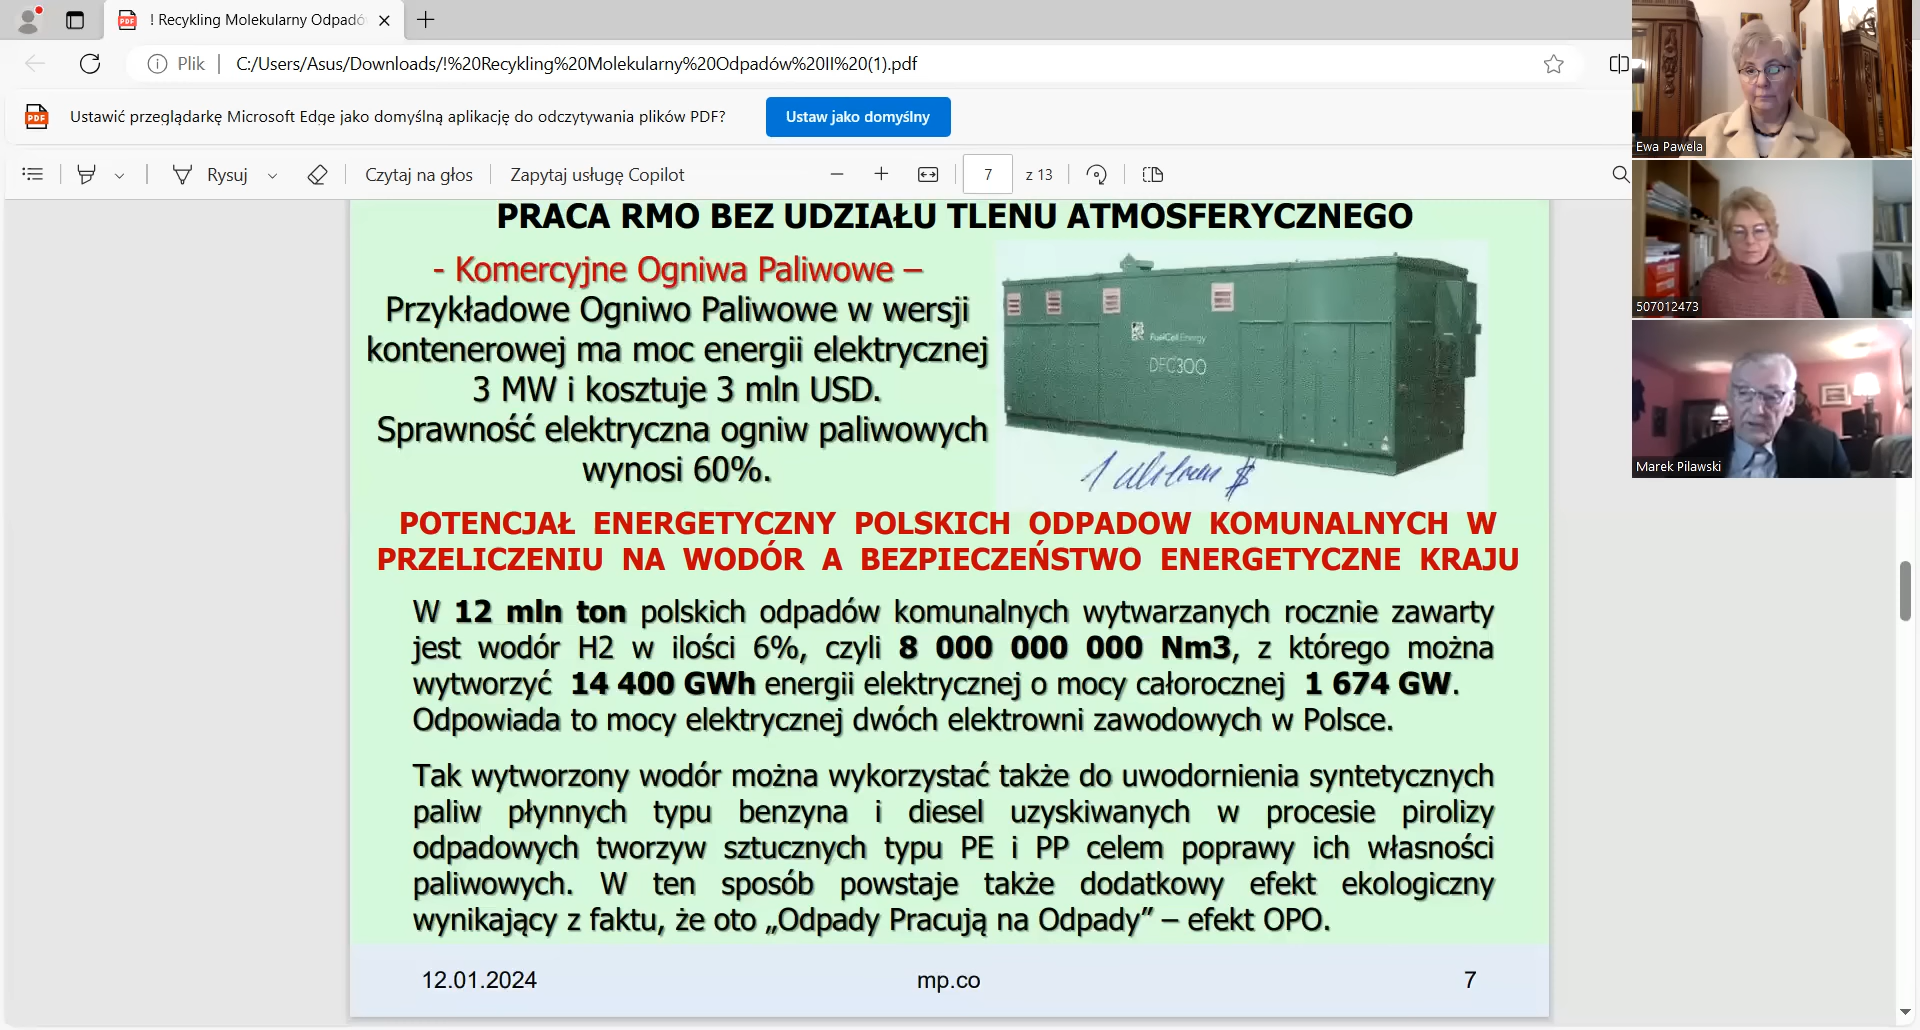 ! Recykling Molekularny Odpadó
Plik
C:/Users/Asus/Downloads/!%20Recykling%20Molekularny%20Odpadów%20II%20(1).pdf
Ustawić przeglądarkę Microsoft Edge jako domyślną aplikację do odczytywania plików PDF?
Ustaw jako domyślny
Rysuj
Czytaj na głos
Zapytaj usługę Copilot
7
z 13
PRACA RMO BEZ UDZIAŁU TLENU ATMOSFERYCZNEGO
- Komercyjne Ogniwa Paliwowe –
Przykładowe Ogniwo Paliwowe w wersji
kontenerowej ma moc energii elektrycznej
3 MW i kosztuje 3 mln USD.
Sprawność elektryczna ogniw paliwowych
wynosi 60%.
FuelCell Energy
DFC300
POTENCJAŁ ENERGETYCZNY POLSKICH ODPADOW KOMUNALNYCH W
PRZELICZENIU NA WODÓR A BEZPIECZEŃSTWO ENERGETYCZNE KRAJU
W 12 mln ton polskich odpadów komunalnych wytwarzanych rocznie zawarty
jest wodór H2 w ilości 6%, czyli 8 000 000 000 Nm3, z którego można
wytworzyć 14 400 GWh energii elektrycznej o mocy całorocznej 1 674 GW.
Odpowiada to mocy elektrycznej dwóch elektrowni zawodowych w Polsce.
Tak wytworzony wodór można wykorzystać także do uwodornienia syntetycznych
paliw płynnych typu benzyna i diesel uzyskiwanych w procesie pirolizy
odpadowych tworzyw sztucznych typu PE i PP celem poprawy ich własności
paliwowych. W ten sposób powstaje także dodatkowy efekt ekologiczny
wynikający z faktu, że oto „Odpady Pracują na Odpady” – efekt OPO.
12.01.2024
mp.co
7
Ewa Pawela
507012473
Marek Pilawski